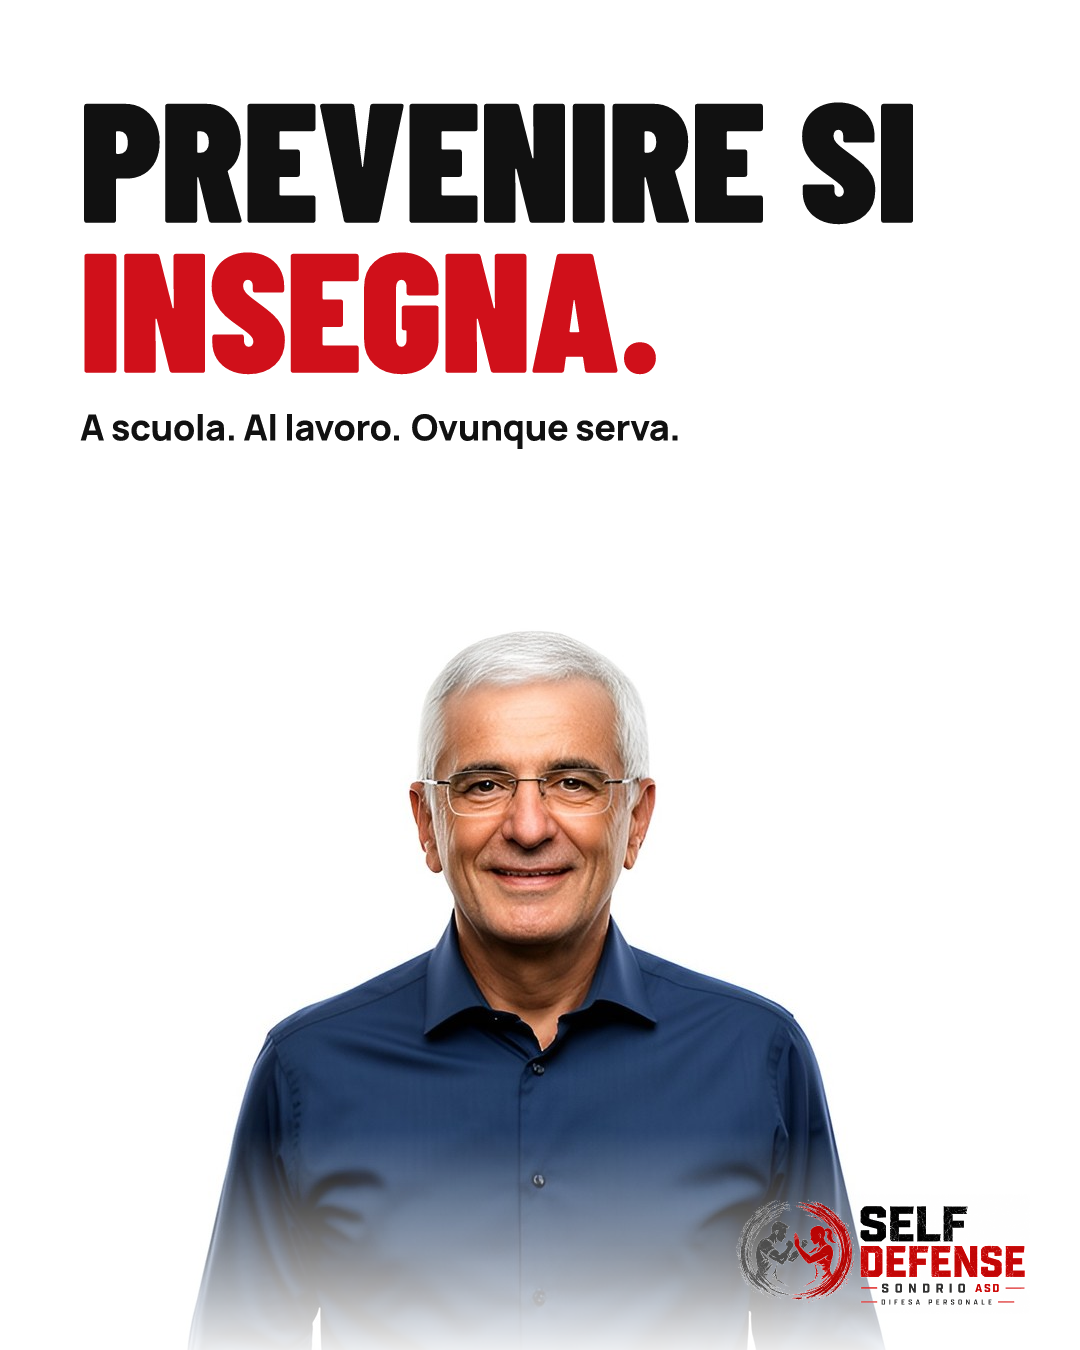 PREVENIRE SI
INSEGNA.
A scuola. Al lavoro. Ovunque serva.
SELF
DEFENSE
SONDRIO ASD
DIFESA PERSONALE